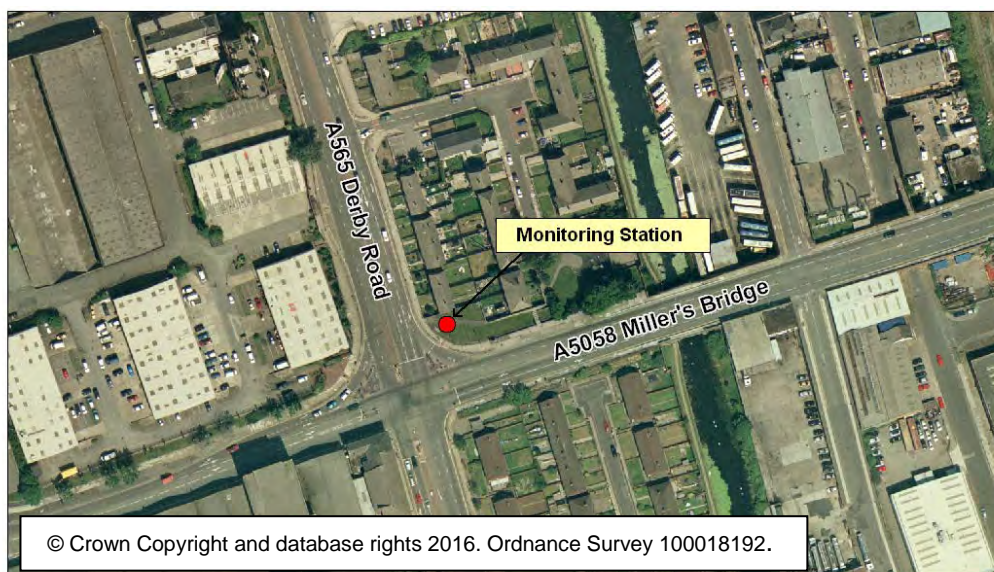 A565 Derby Road
Monitoring Station
A5058 Miller's Bridge
© Crown Copyright and database rights 2016. Ordnance Survey 100018192.